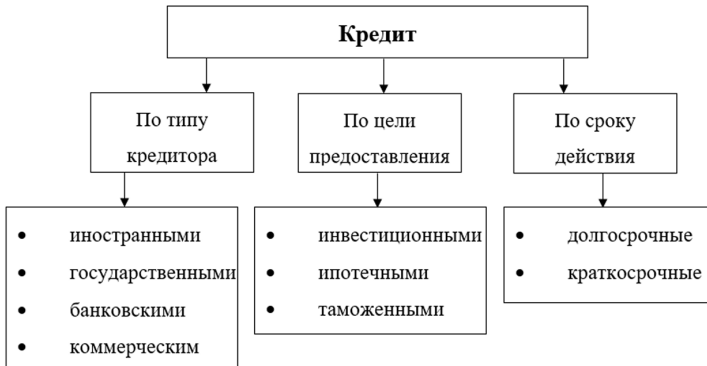 Кредит
По типу
кредитора
По цели
предоставления
По сроку
действия
• иностранными
• государственными
• банковскими
• коммерческим
• инвестиционными
• ипотечными
• таможенными
• долгосрочные
• краткосрочные